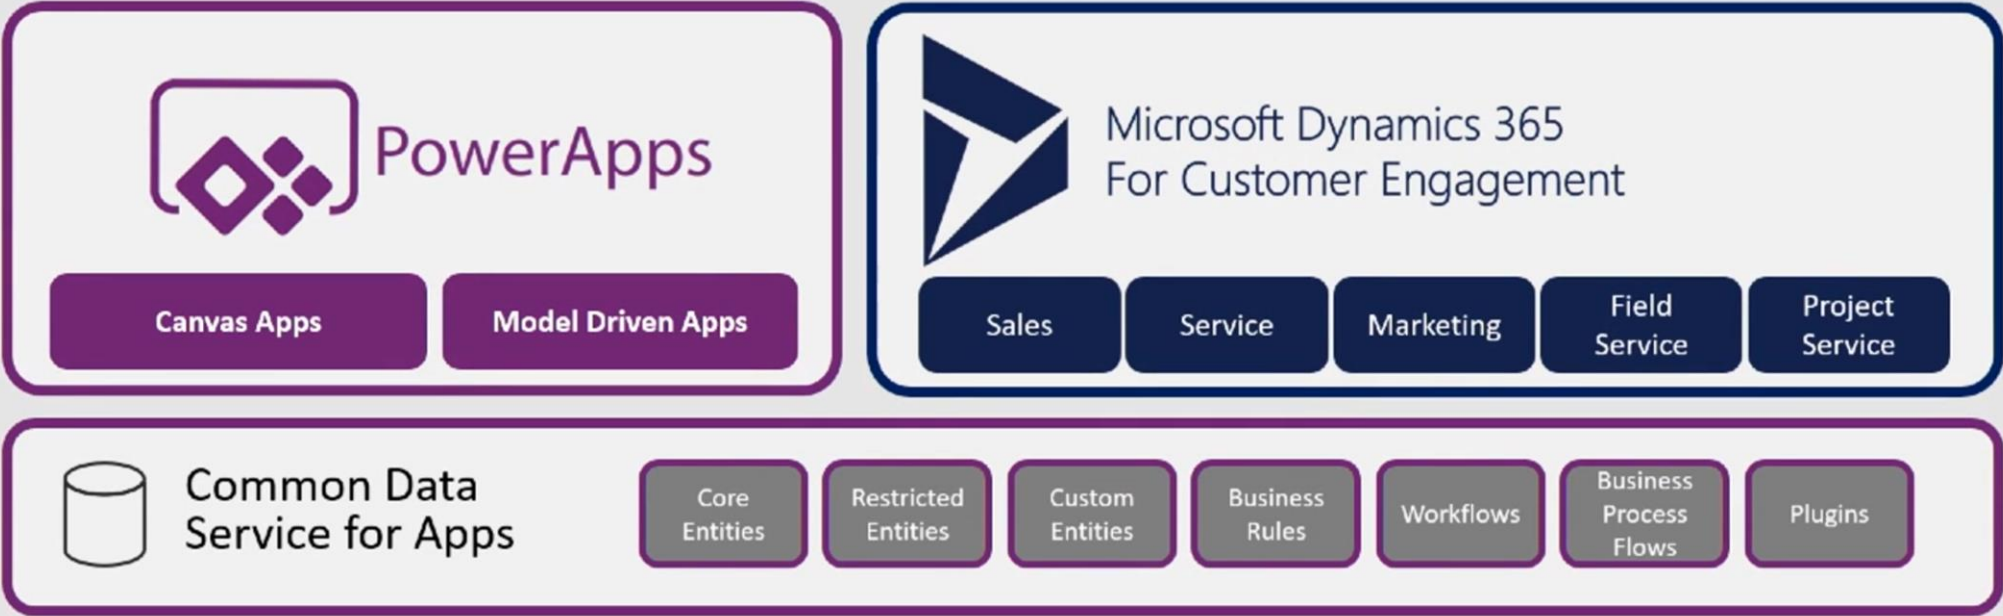 PowerApps
Canvas Apps
Model Driven Apps
Microsoft Dynamics 365
For Customer Engagement
Sales
Service
Marketing
Field
Service
Project
Service
Common Data
Service for Apps
Core
Entities
Restricted
Entities
Custom
Entities
Business
Rules
Workflows
Business
Process
Flows
Plugins